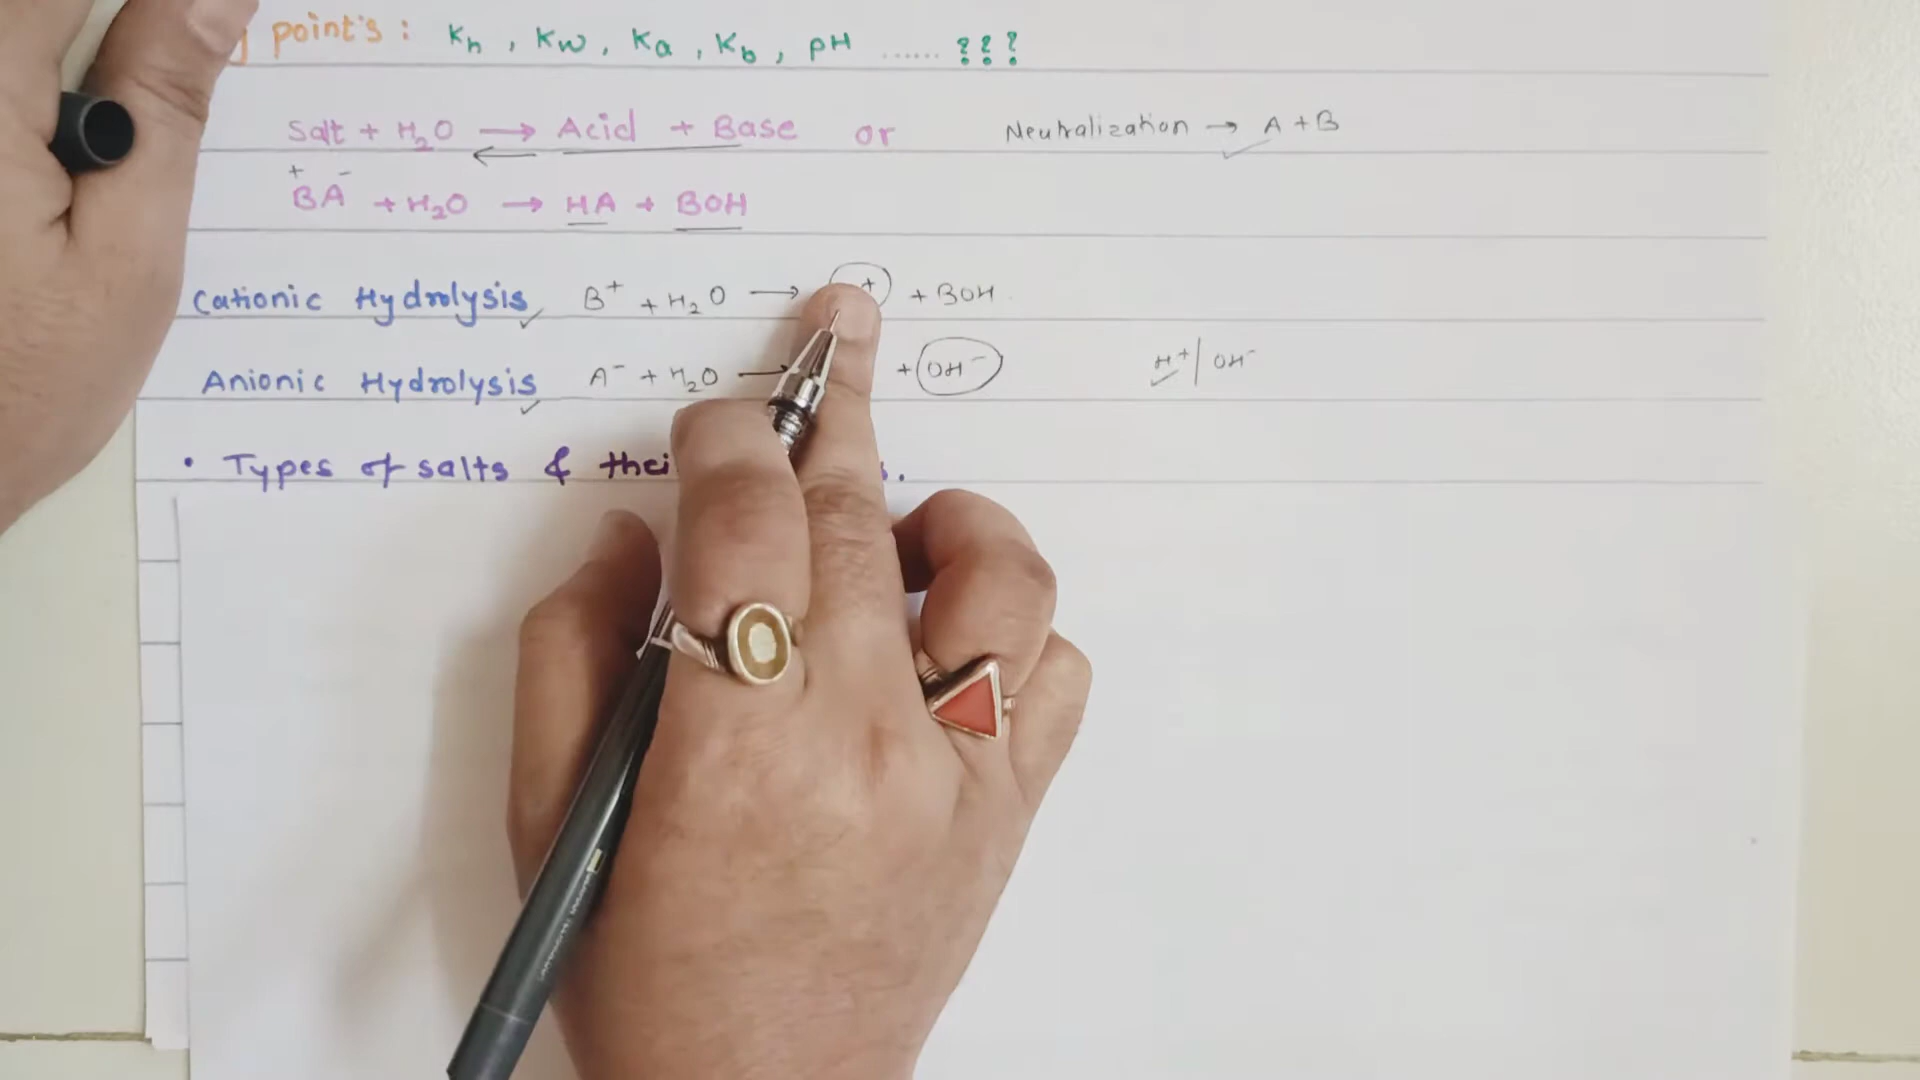 point's : Kh , Kw , Ka , Kb , pH ...... ???
Salt + H₂O → Acid + Base or Neutralization → A + B
←
B⁺A⁻ + H₂O → HA + BOH
Cationic Hydrolysis B⁺ + H₂O → + + BOH
Anionic Hydrolysis A⁻ + H₂O → + OH⁻ H⁺ | OH⁻
• Types of salts & .